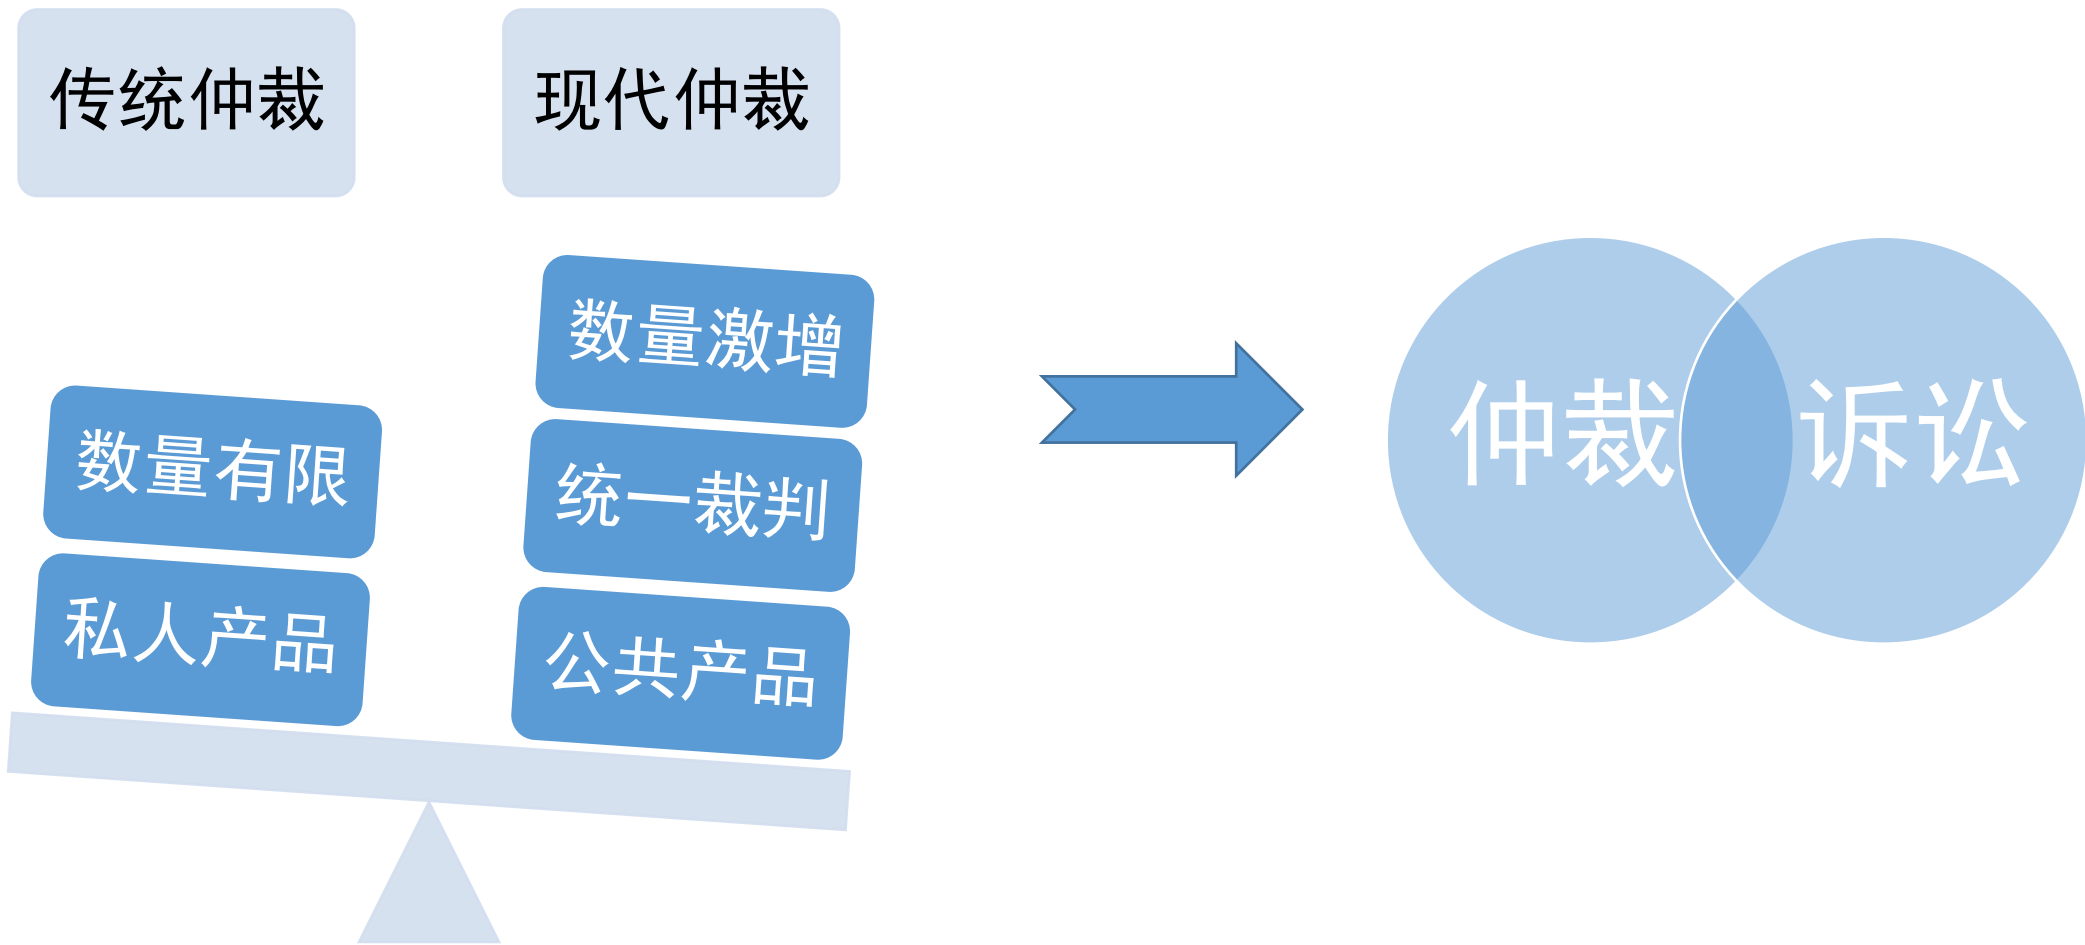 传统仲裁
现代仲裁
数量有限
私人产品
数量激增
统一裁判
公共产品
仲裁
诉讼